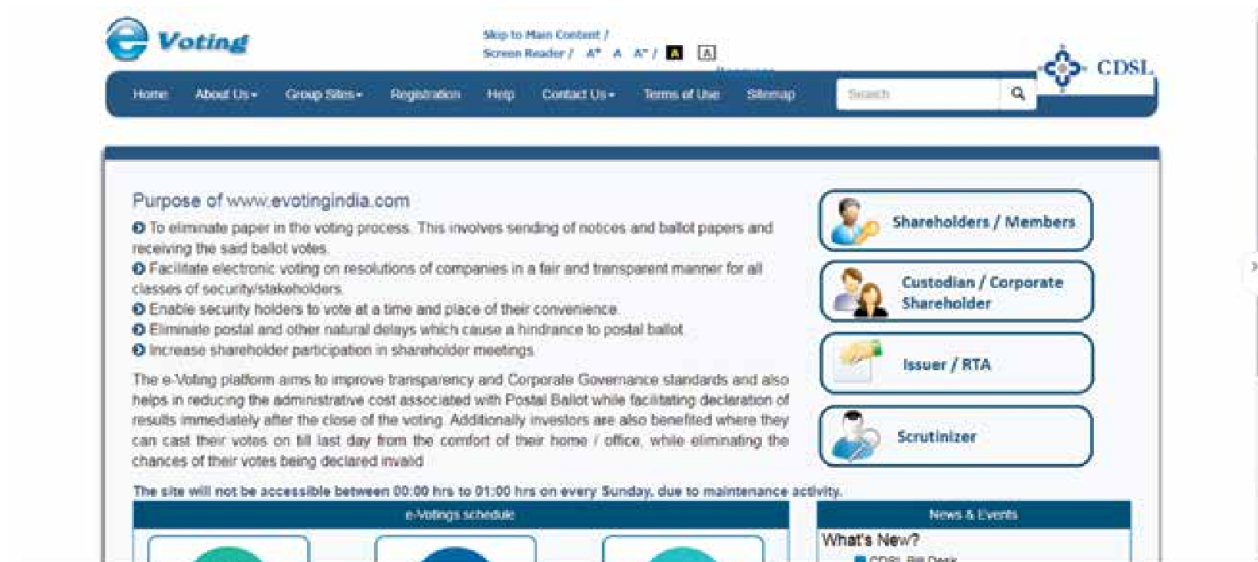 e Voting
Skip to Main Content /
Screen Reader / A+ A A- / A A
CDSL
Home About Us Group Sites Registration Help Contact Us Terms of Use Sitemap Search
Purpose of www.evotingindia.com
To eliminate paper in the voting process. This involves sending of notices and ballot papers and
receiving the said ballot votes.
Facilitate electronic voting on resolutions of companies in a fair and transparent manner for all
classes of security/stakeholders.
Enable security holders to vote at a time and place of their convenience.
Eliminate postal and other natural delays which cause a hindrance to postal ballot
Increase shareholder participation in shareholder meetings.
The e-Voting platform aims to improve transparency and Corporate Governance standards and also
helps in reducing the administrative cost associated with Postal Ballot while facilitating declaration of
results immediately after the close of the voting. Additionally investors are also benefited where they
can cast their votes on till last day from the comfort of their home / office, while eliminating the
chances of their votes being declared invalid
Shareholders / Members
Custodian / Corporate
Shareholder
Issuer / RTA
Scrutinizer
The site will not be accessible between 00:00 hrs to 01:00 hrs on every Sunday, due to maintenance activity.
e-Votings schedule
News & Events
What's New?
CDSL Bill Desk